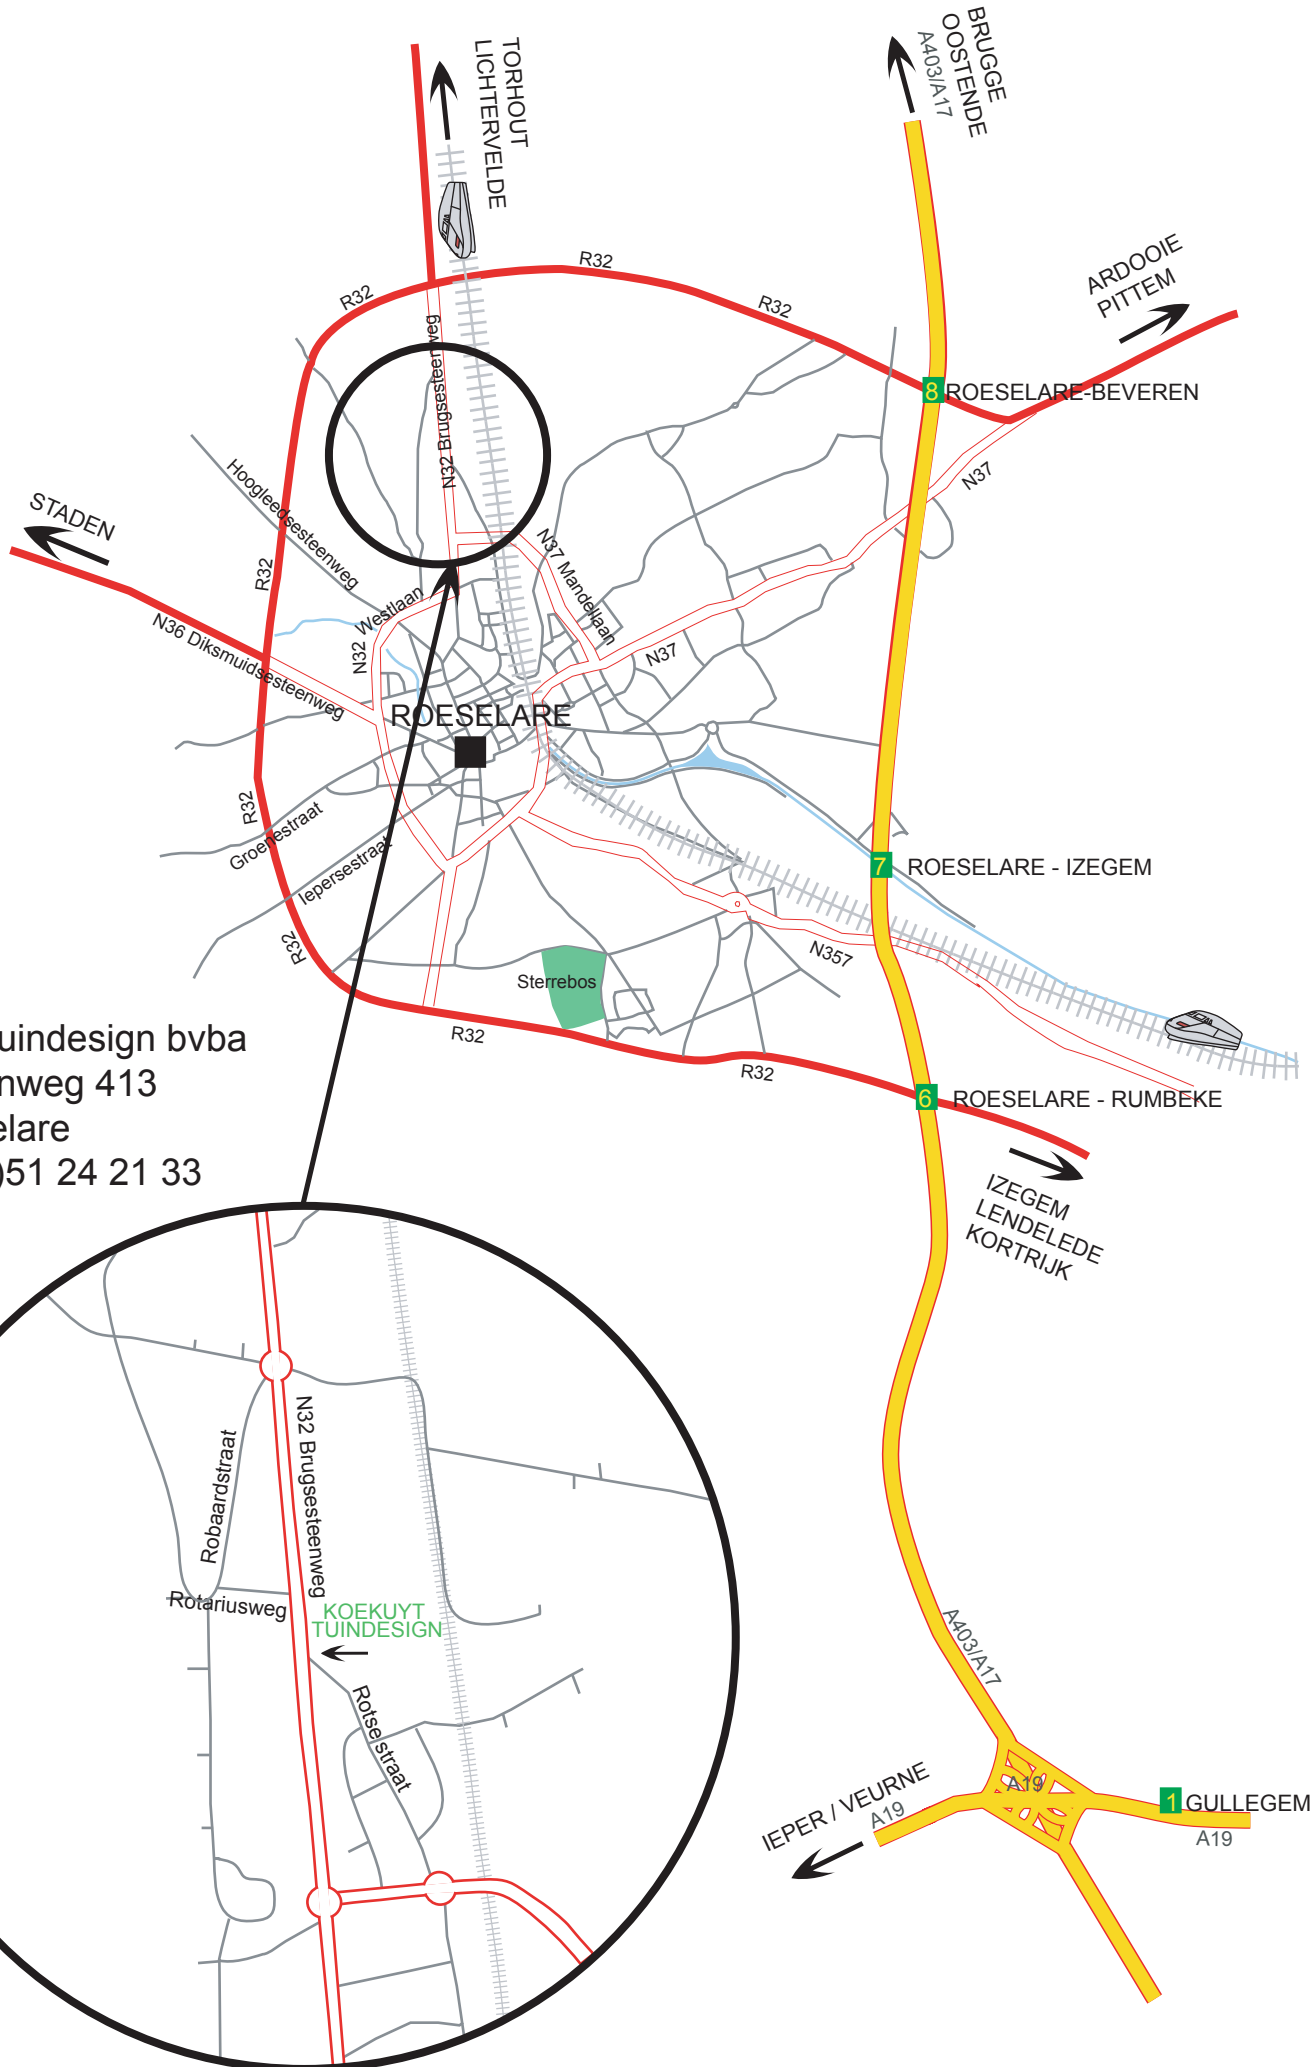 TORHOUT
LICHTERVELDE
BRUGGE
OOSTENDE
A403/A17
R32
R32
R32
ARDOOIE
PITTEM
N32 Brugsesteenweg
8 ROESELARE-BEVEREN
N37
STADEN
Hoogleedsesteenweg
R32
N37 Mandellaan
Westlaan
N32
N36 Diksmuidsesteenweg
N37
ROESELARE
R32
Groenestraat
Iepersestraat
7 ROESELARE - IZEGEM
R32
N357
Sterrebos
R32
R32
6 ROESELARE - RUMBEKE
uindesign bvba
nweg 413
elare
)51 24 21 33
IZEGEM
LENDELEDE
KORTRIJK
N32 Brugsesteenweg
Robaardstraat
Rotariusweg
KOEKUYT
TUINDESIGN
Rotsestraat
A403/A17
A19
IEPER / VEURNE
A19
1 GULLEGEM
A19